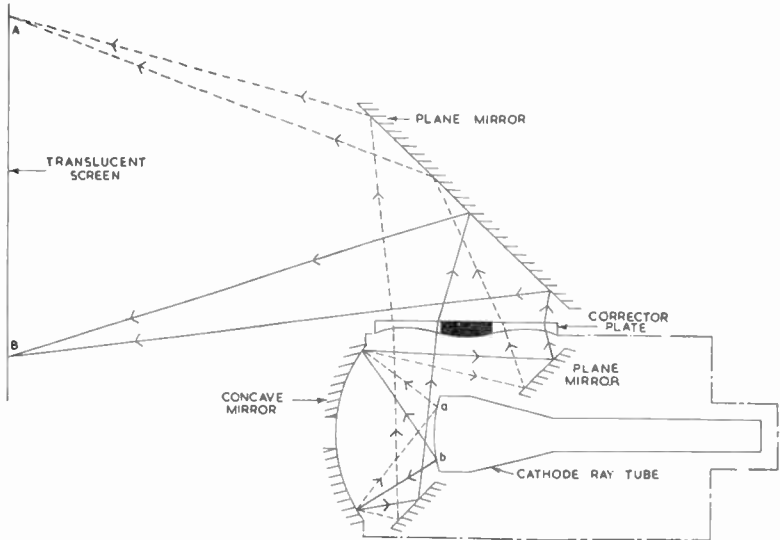 A
PLANE MIRROR
TRANSLUCENT
SCREEN
CORRECTOR
PLATE
B
PLANE
MIRROR
CONCAVE
MIRROR
a
b
CATHODE RAY TUBE